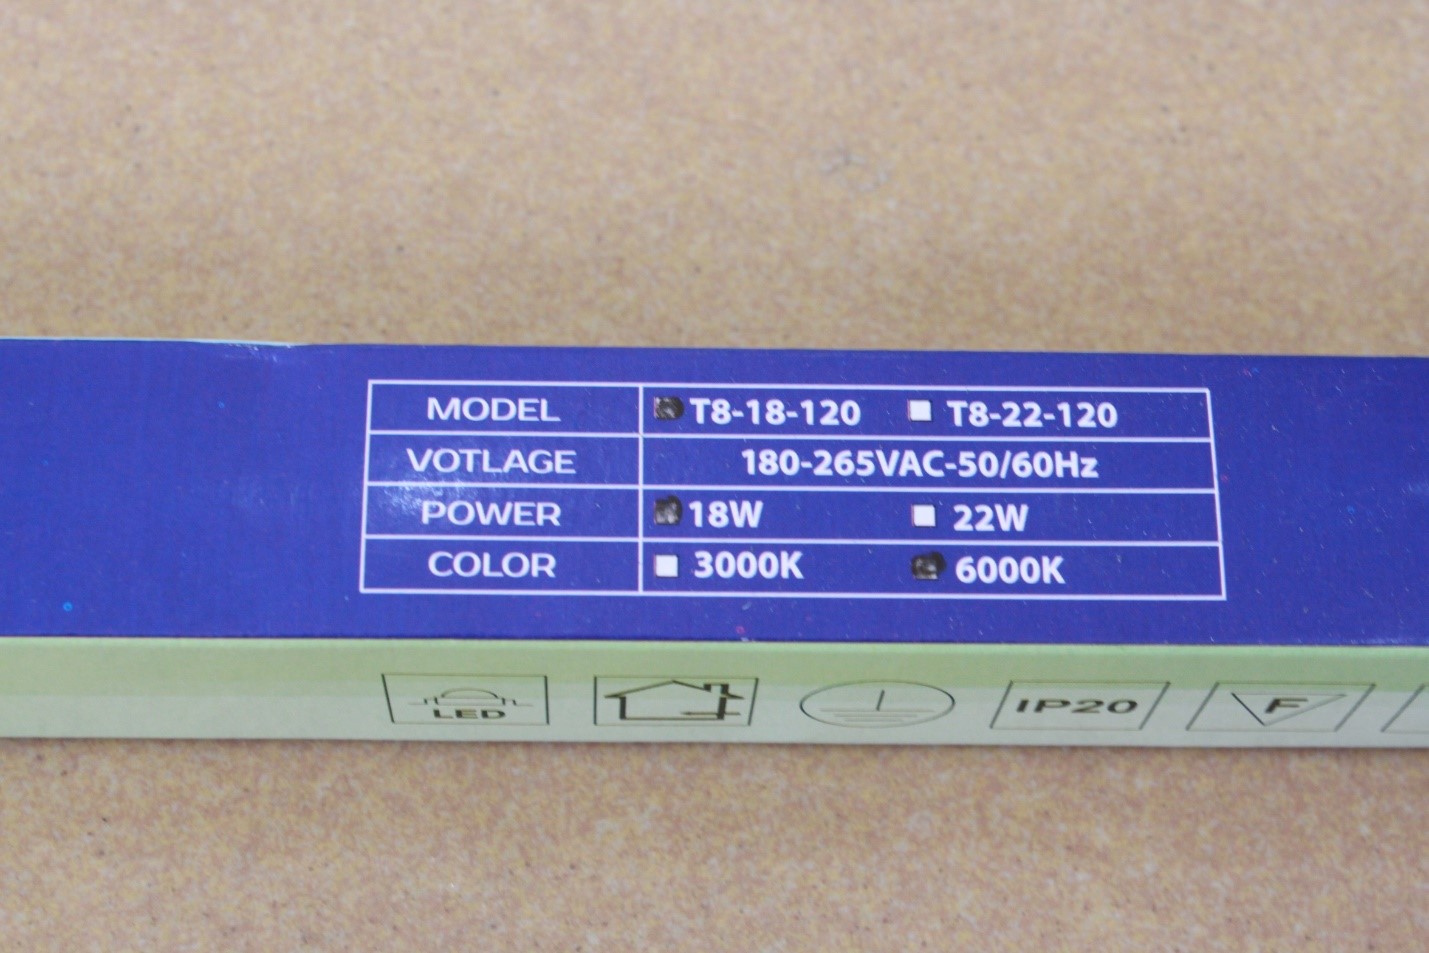 MODEL T8-18-120 T8-22-120
VOTLAGE 180-265VAC-50/60Hz
POWER 18W 22W
COLOR 3000K 6000K
LED IP20 F